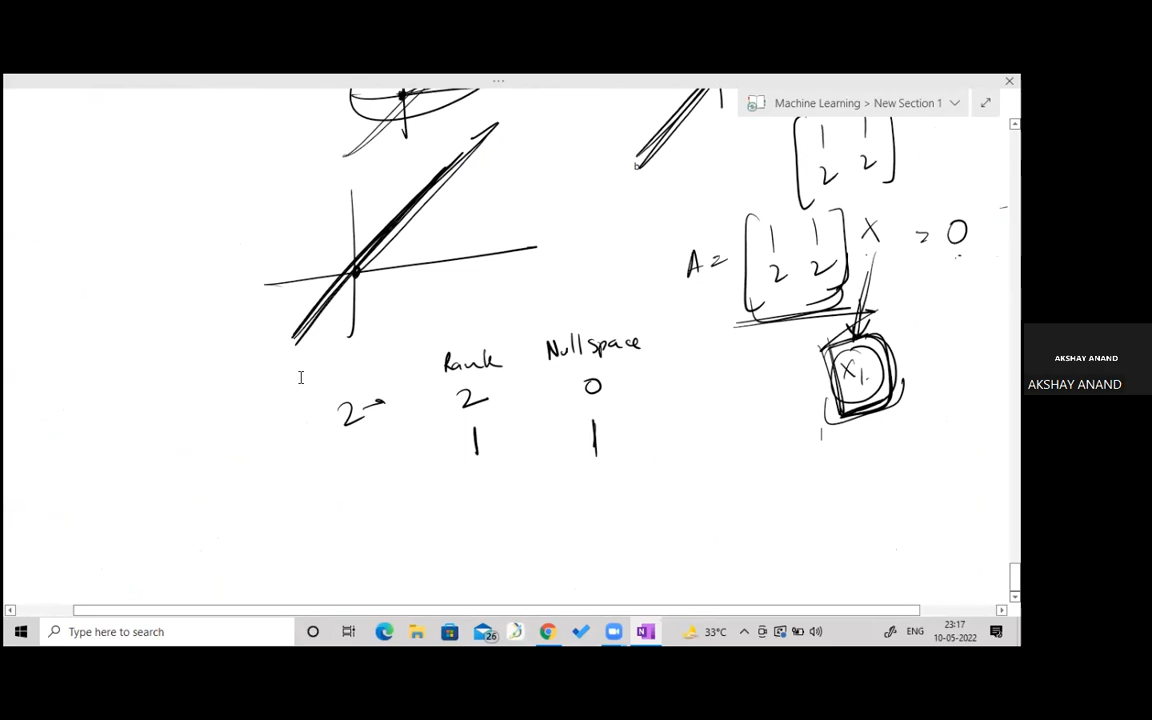 Machine Learning > New Section 1
1 1
2 2
A = [ 1 1 X = 0
2 2 ]
x1
Rank Nullspace
2 → 2 0
1 1
AKSHAY ANAND
AKSHAY ANAND
Type here to search
26
33°C
ENG
23:17
10-05-2022